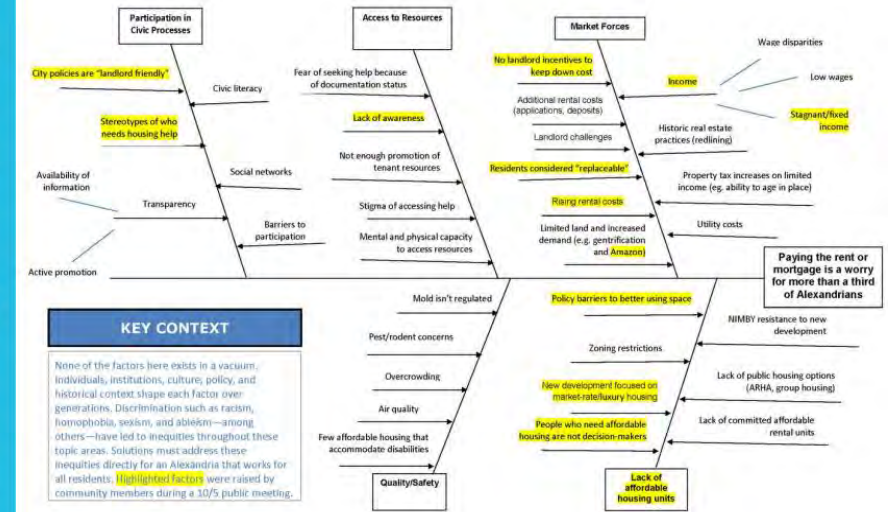 Participation in
Civic Processes
City policies are "landlord friendly"
Civic literacy
Stereotypes of who
needs housing help
Social networks
Availability of
information
Transparency
Barriers to
participation
Active promotion
Access to Resources
Fear of seeking help because
of documentation status
Lack of awareness
Not enough promotion of
tenant resources
Stigma of accessing help
Mental and physical capacity
to access resources
Market Forces
No landlord incentives to
keep down cost
Additional rental costs
(applications, deposits)
Landlord challenges
Residents considered "replaceable"
Rising rental costs
Limited land and increased
demand (e.g. gentrification
and Amazon)
Wage disparities
Income
Low wages
Stagnant/fixed
income
Historic real estate
practices (redlining)
Property tax increases on limited
income (eg. ability to age in place)
Utility costs
Paying the rent or
mortgage is a worry
for more than a third
of Alexandrians
KEY CONTEXT
None of the factors here exists in a vacuum.
Individuals, institutions, culture, policy, and
historical context shape each factor over
generations. Discrimination such as racism,
homophobia, sexism, and ableism—among
others—have led to inequities throughout these
topic areas. Solutions must address these
inequities directly for an Alexandria that works for
all residents. Highlighted factors were raised by
community members during a 10/5 public meeting.
Mold isn't regulated
Pest/rodent concerns
Overcrowding
Air quality
Few affordable housing that
accommodate disabilities
Quality/Safety
Policy barriers to better using space
Zoning restrictions
New development focused on
market-rate/luxury housing
People who need affordable
housing are not decision-makers
NIMBY resistance to new
development
Lack of public housing options
(ARHA, group housing)
Lack of committed affordable
rental units
Lack of
affordable
housing units